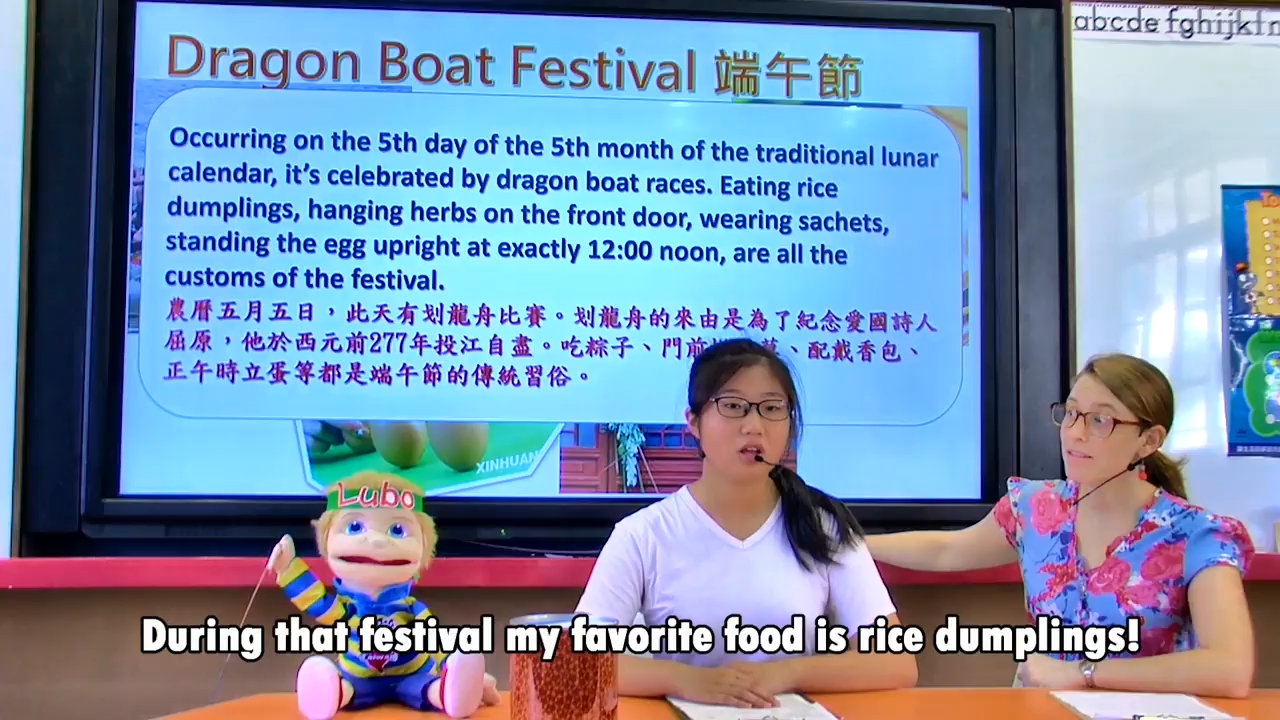 abcdefghijkl
Dragon Boat Festival 端午節
Occurring on the 5th day of the 5th month of the traditional lunar
calendar, it's celebrated by dragon boat races. Eating rice
dumplings, hanging herbs on the front door, wearing sachets,
standing the egg upright at exactly 12:00 noon, are all the
customs of the festival.
農曆五月五日，此天有划龍舟比賽。划龍舟的來由是為了紀念愛國詩人
屈原，他於西元前277年投江自盡。吃粽子、門前、配戴香包、
正午時立蛋等都是端午節的傳統習俗。
XINHUAN
Lubo
During that festival my favorite food is rice dumplings!